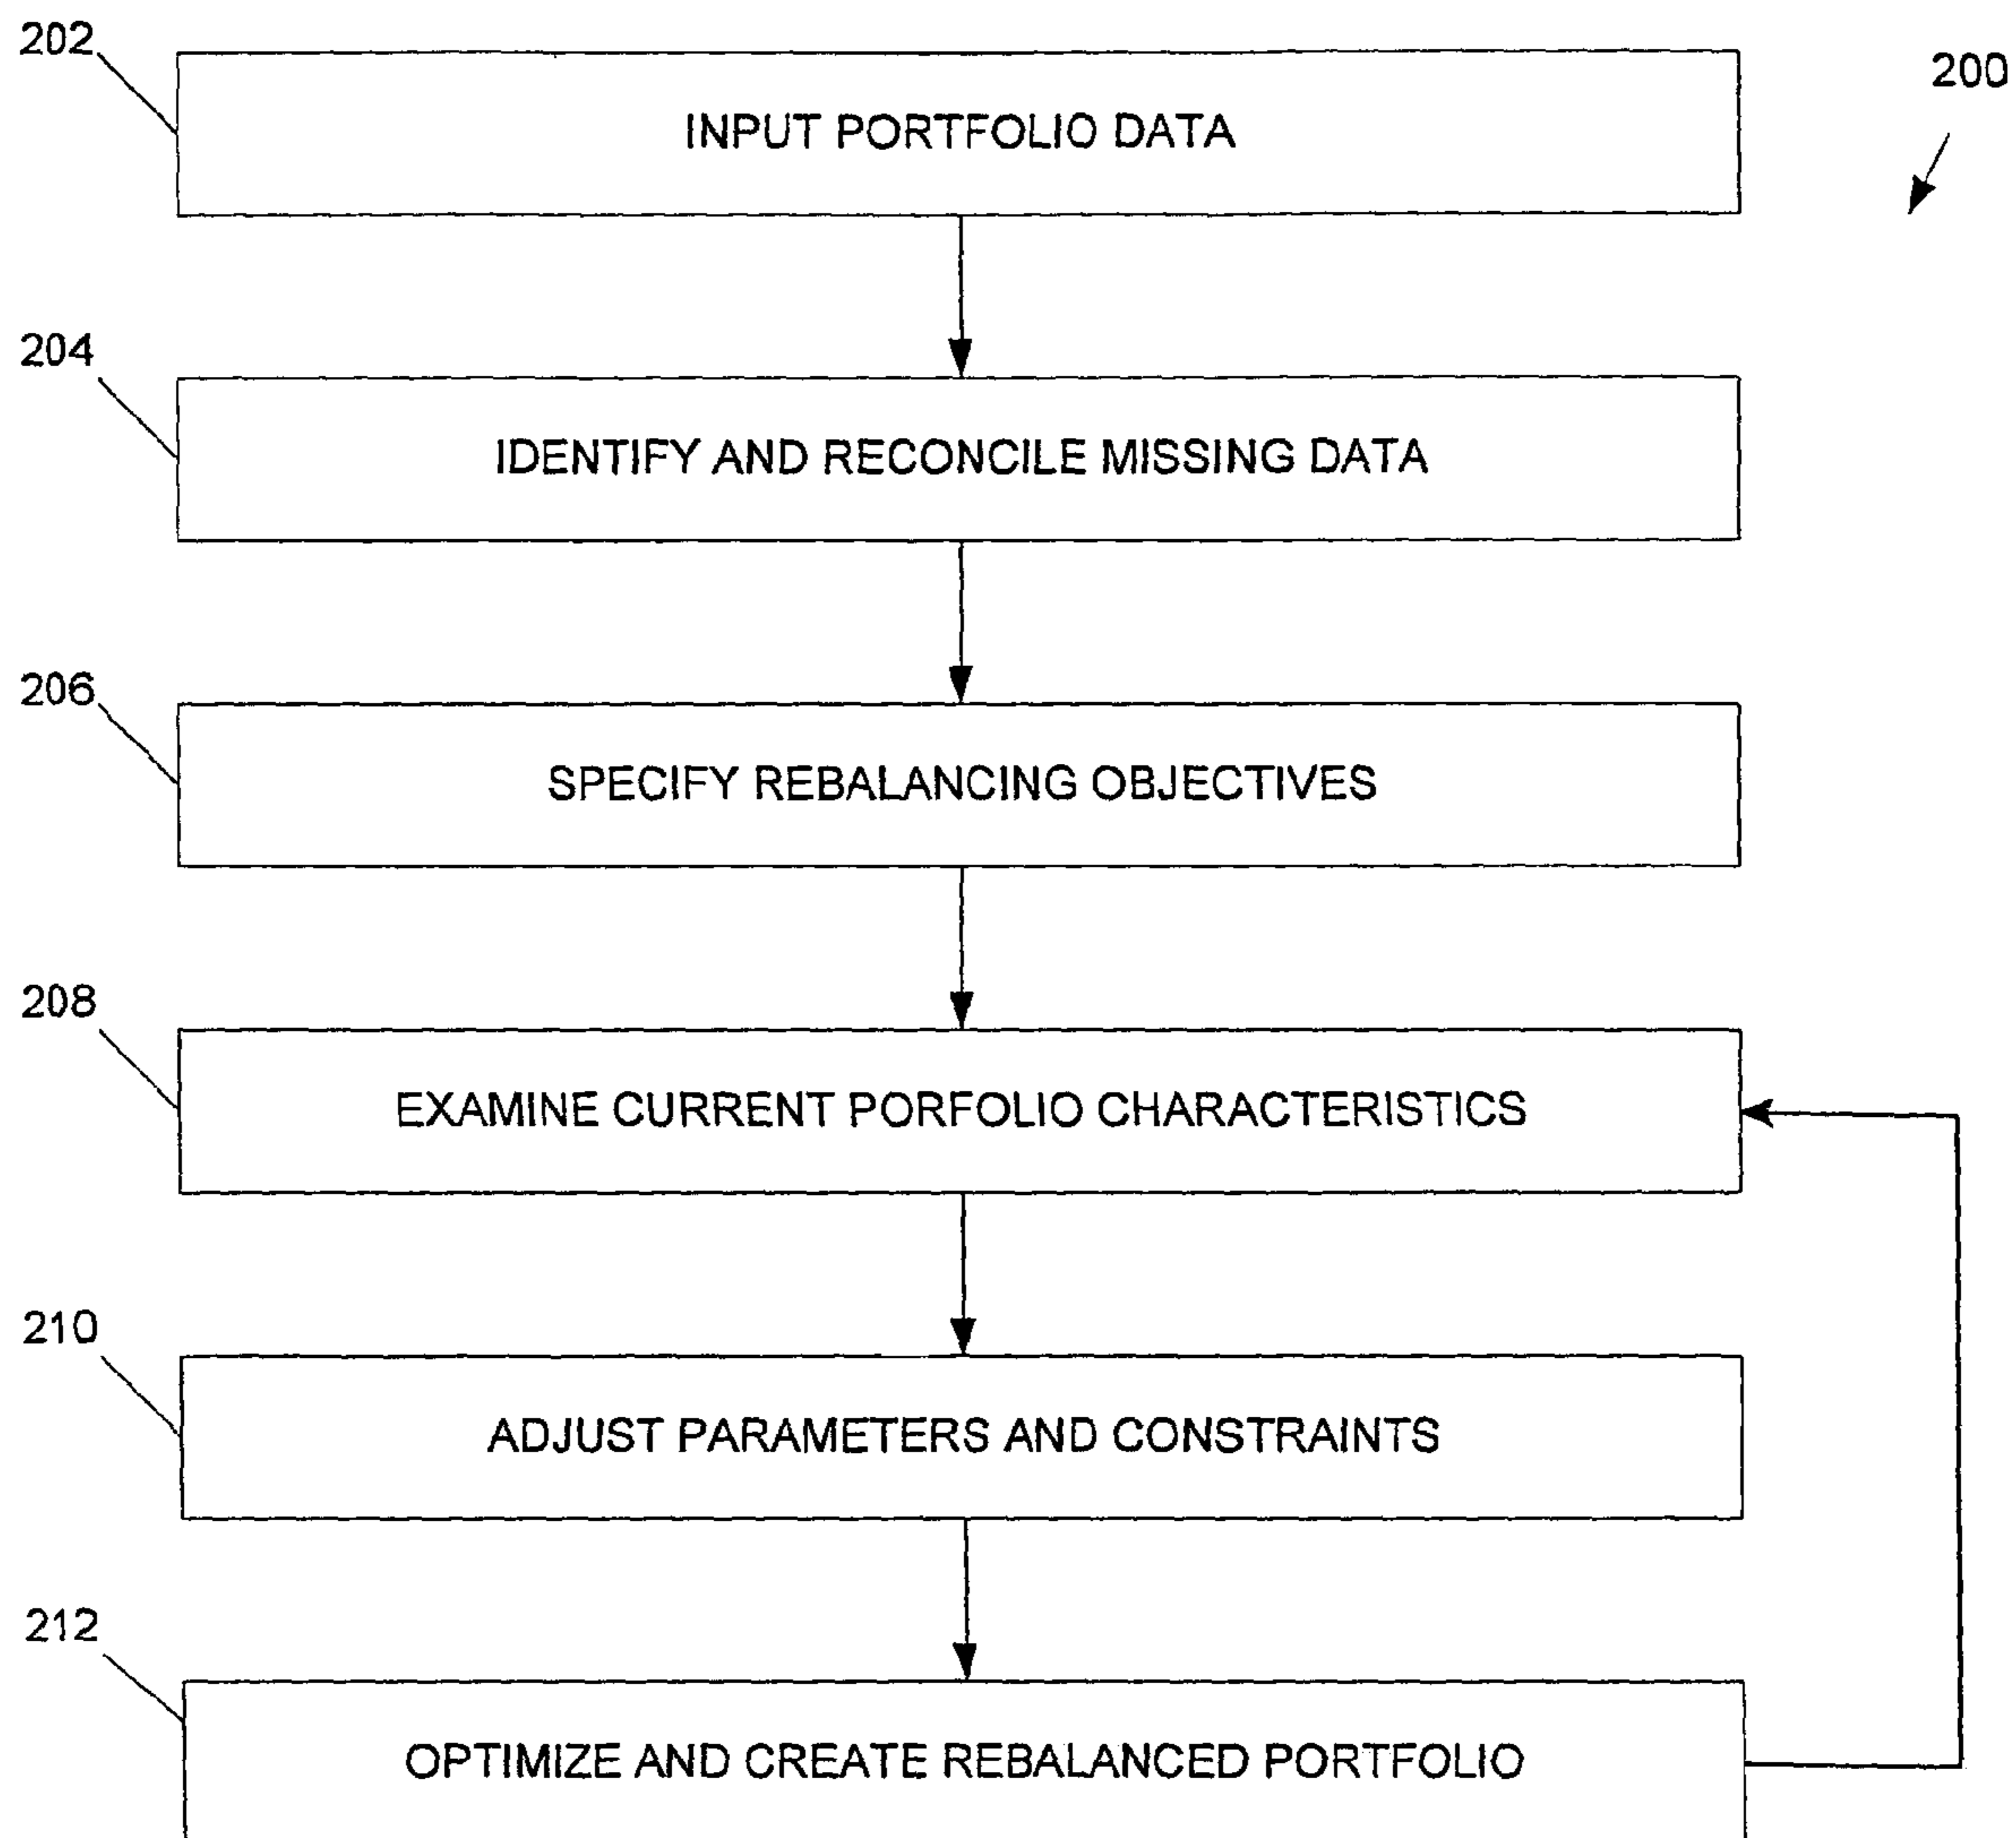 202
INPUT PORTFOLIO DATA
200
204
IDENTIFY AND RECONCILE MISSING DATA
206
SPECIFY REBALANCING OBJECTIVES
208
EXAMINE CURRENT PORFOLIO CHARACTERISTICS
210
ADJUST PARAMETERS AND CONSTRAINTS
212
OPTIMIZE AND CREATE REBALANCED PORTFOLIO